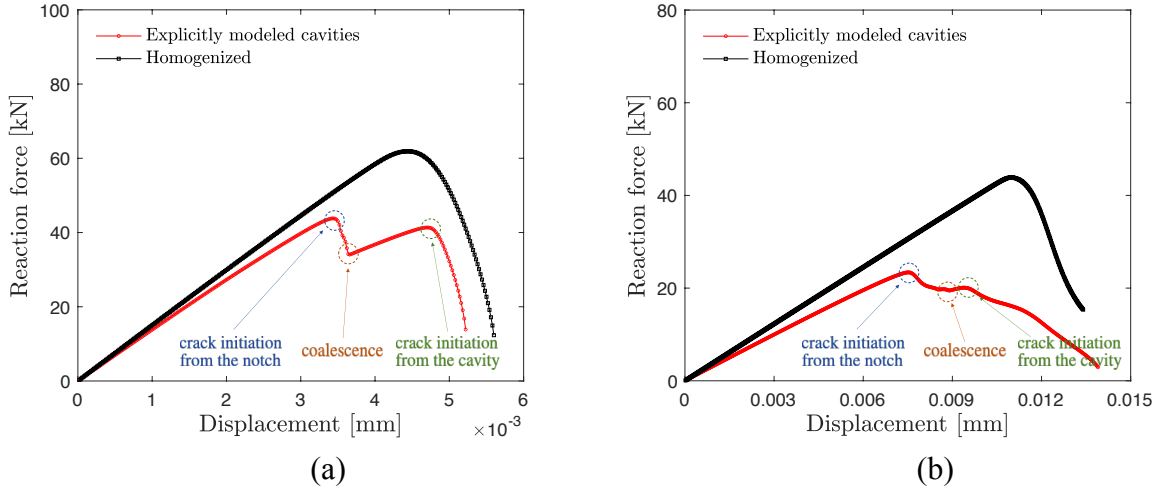 100
80
60
40
20
0
Reaction force [kN]
Explicitly modeled cavities
Homogenized
crack initiation
from the notch
coalescence
crack initiation
from the cavity
0 1 2 3 4 5 6
Displacement [mm]
×10⁻³
(a)
80
60
40
20
0
Reaction force [kN]
Explicitly modeled cavities
Homogenized
crack initiation
from the notch
coalescence
crack initiation
from the cavity
0 0.003 0.006 0.009 0.012 0.015
Displacement [mm]
(b)